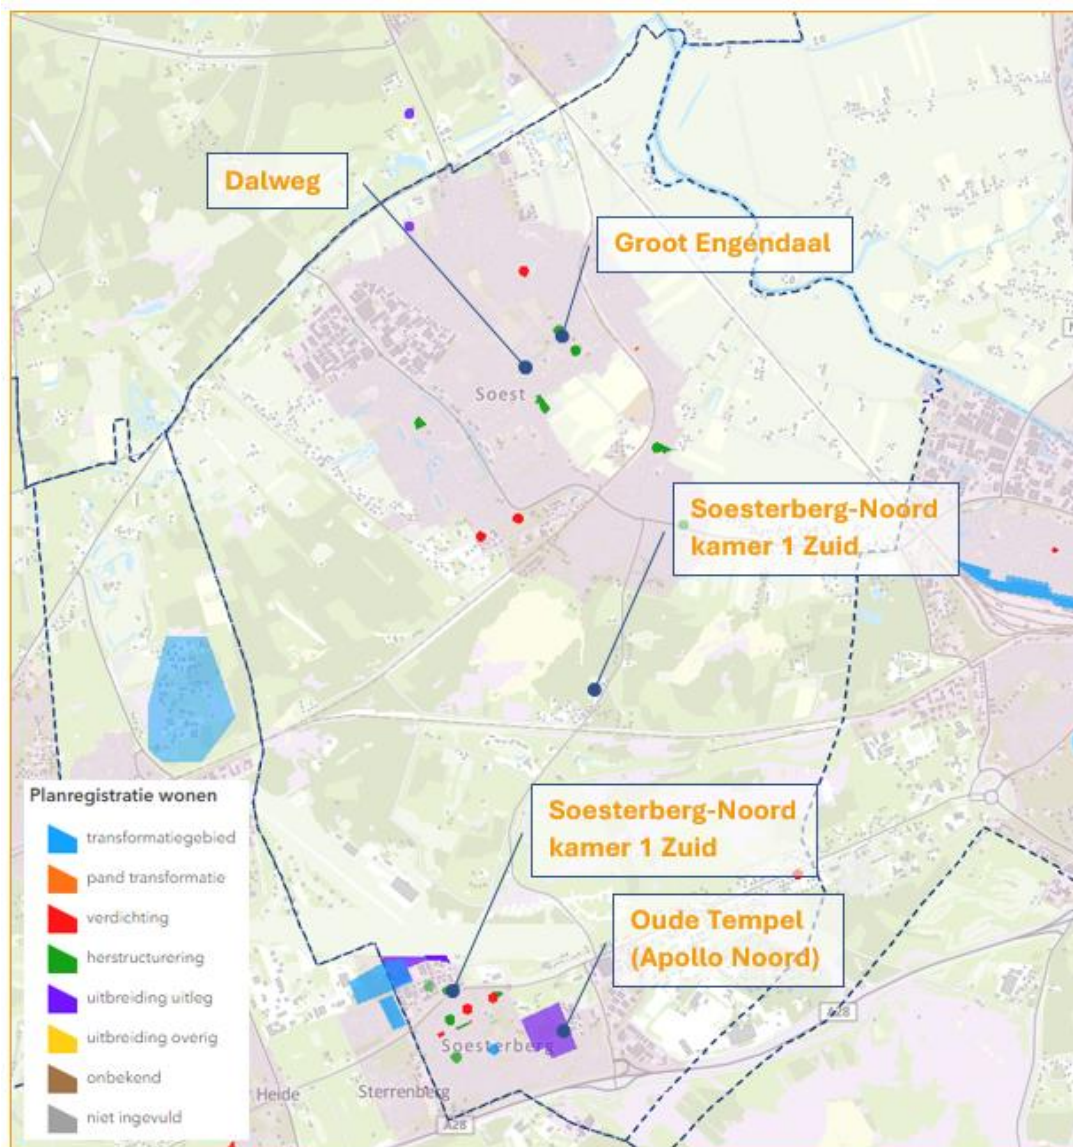 Dalweg
Groot Engendaal
Soest
Soesterberg-Noord
kamer 1 Zuid
Soesterberg-Noord
kamer 1 Zuid
Oude Tempel
(Apollo Noord)
Planregistratie wonen
transformatiegebied
pand transformatie
verdichting
herstructurering
uitbreiding uitleg
uitbreiding overig
onbekend
niet ingevuld
A28
Soesterberg
Sterrenberg
Heide
A28